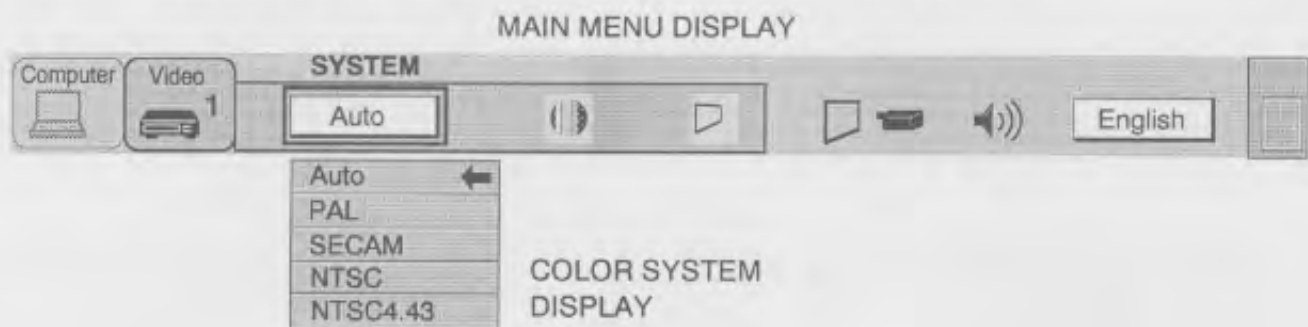 MAIN MENU DISPLAY
Computer
Video
1
SYSTEM
Auto
English
Auto
PAL
SECAM
NTSC
NTSC4.43
COLOR SYSTEM
DISPLAY